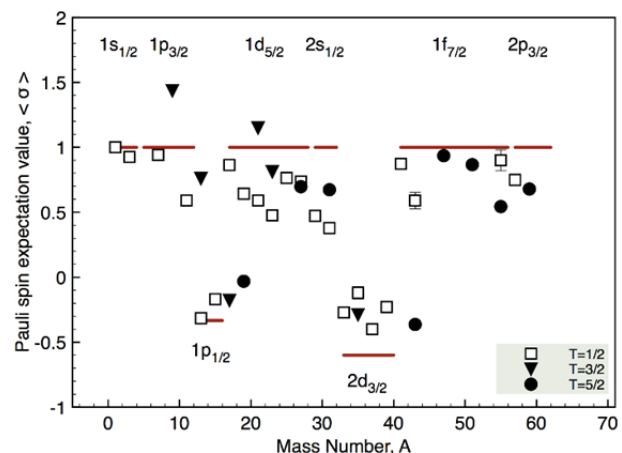 1s1/2 1p3/2 1d5/2 2s1/2 1f7/2 2p3/2
1p1/2
2d3/2
T=1/2
T=3/2
T=5/2
Pauli spin expectation value, < σ >
2
1.5
1
0.5
0
-0.5
-1
0 10 20 30 40 50 60 70
Mass Number, A